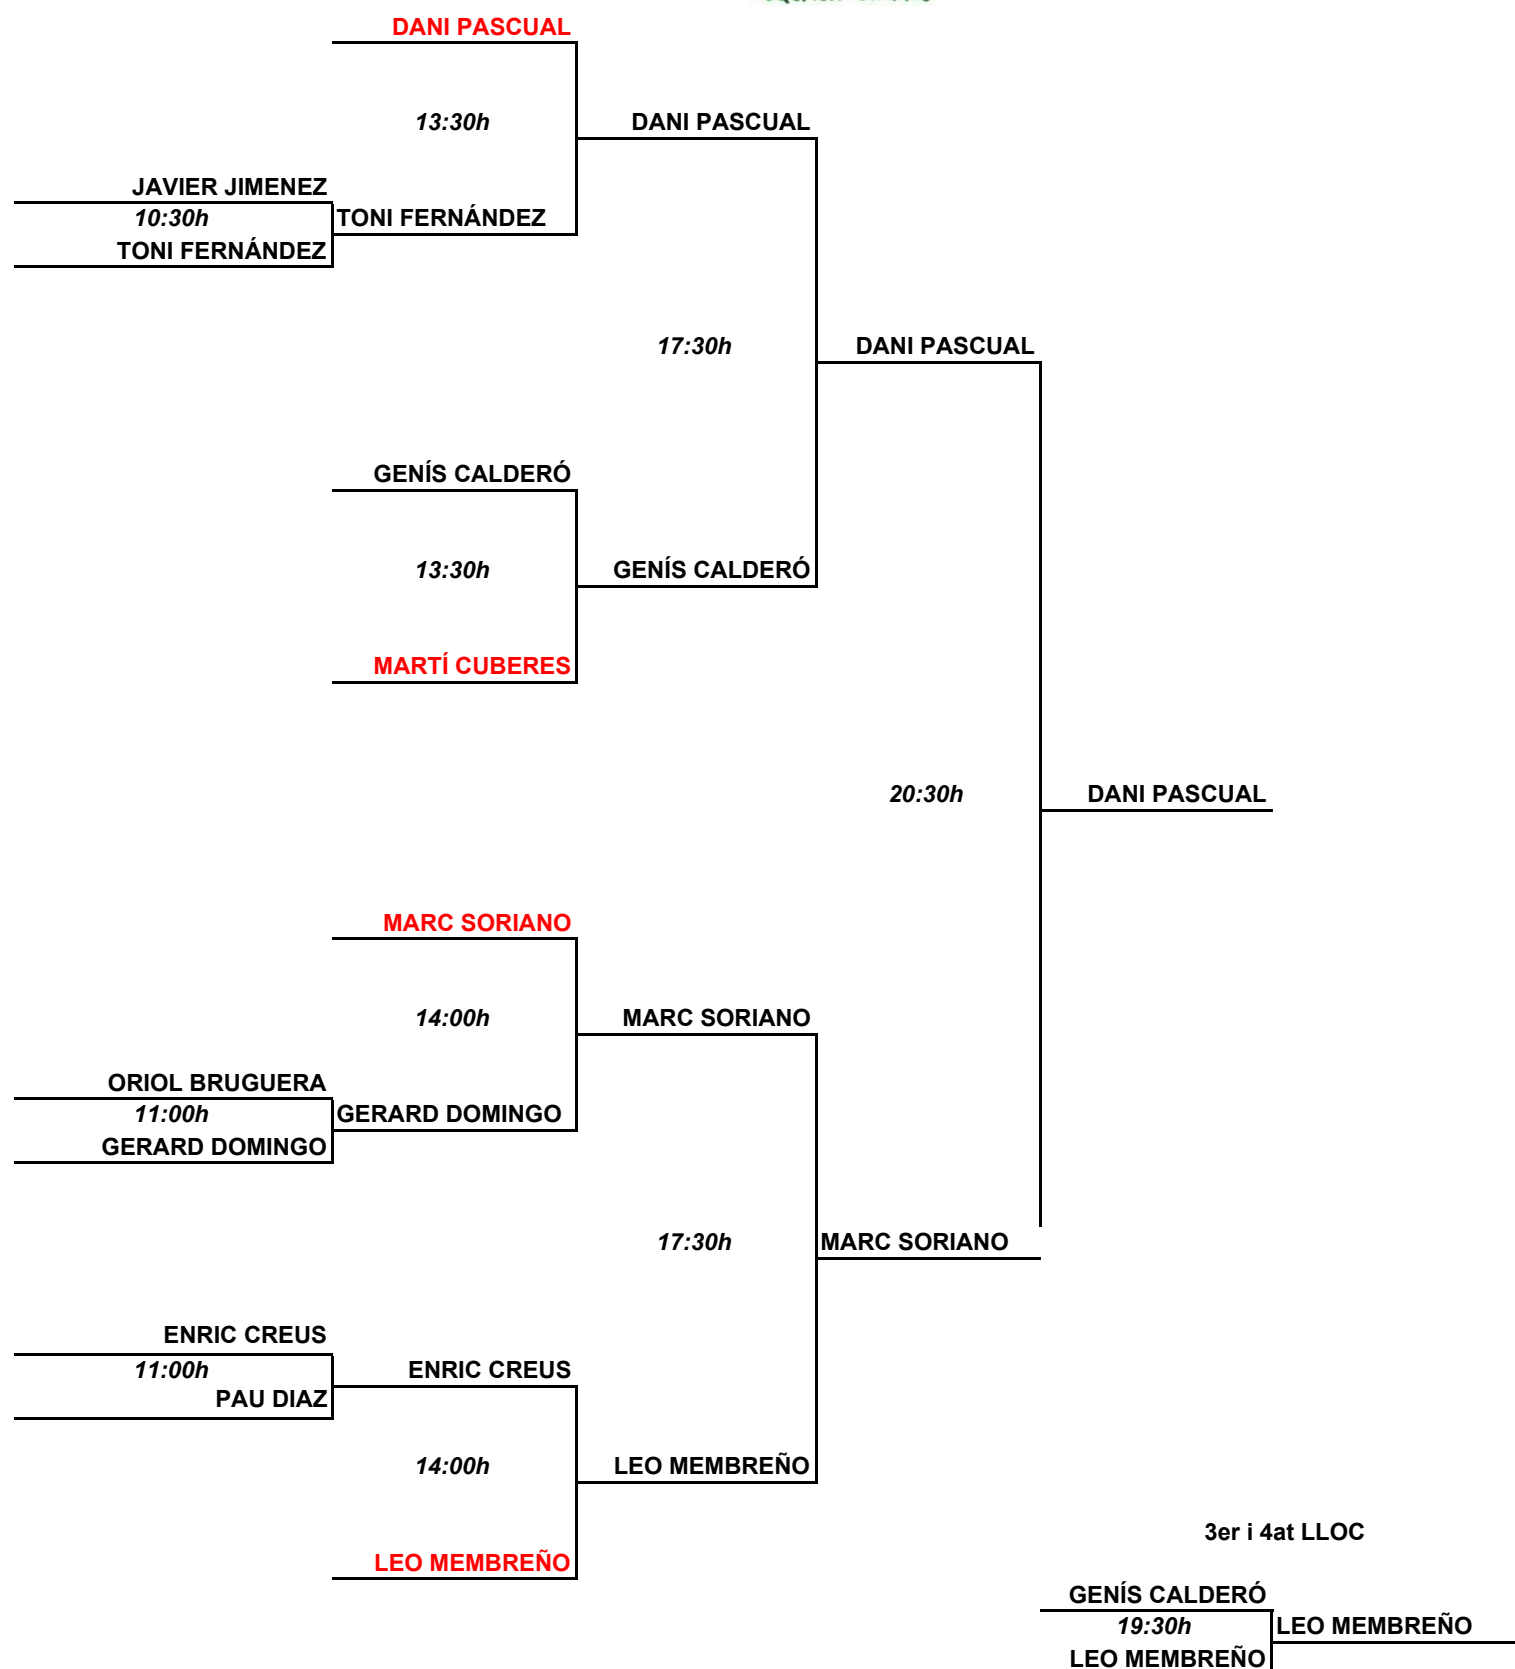 DANI PASCUAL
13:30h
DANI PASCUAL
JAVIER JIMENEZ
10:30h
TONI FERNÁNDEZ
TONI FERNÁNDEZ
17:30h
DANI PASCUAL
GENÍS CALDERÓ
13:30h
GENÍS CALDERÓ
MARTÍ CUBERES
20:30h
DANI PASCUAL
MARC SORIANO
14:00h
MARC SORIANO
ORIOL BRUGUERA
11:00h
GERARD DOMINGO
GERARD DOMINGO
17:30h
MARC SORIANO
ENRIC CREUS
11:00h
ENRIC CREUS
PAU DIAZ
14:00h
LEO MEMBREÑO
3er i 4at LLOC
LEO MEMBREÑO
GENÍS CALDERÓ
19:30h
LEO MEMBREÑO
LEO MEMBREÑO